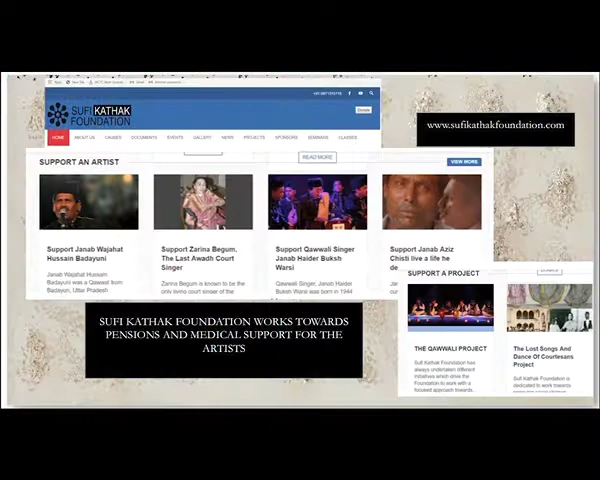 SUFI KATHAK
FOUNDATION
Donate
HOME
ABOUT US
CAUSES
DOCUMENTS
EVENTS
GALLERY
NEWS
PROJECTS
SPONSORS
SEMINARS
CLASSES
www.sufikathakfoundation.com
SUPPORT AN ARTIST
READ MORE
VIEW MORE
Support Janab Wajahat
Hussain Badayuni
Janab Wajahat Hussain
Badayuni was a Qawwal from
Badayun, Uttar Pradesh
Support Zarina Begum,
The Last Awadh Court
Singer
Zarina Begum is known to be the
only living court singer of the
Support Qawwali Singer
Janab Haider Buksh
Warsi
Qawwali Singer, Janab Haider
Buksh Warsi was born in 1944
Support Janab Aziz
Chisti live a life he
de
SUPPORT A PROJECT
THE QAWWALI PROJECT
Sufi Kathak Foundation has
always undertaken different
initiatives which drive the
Foundation to work with a
focused approach towards
The Lost Songs And
Dance Of Courtesans
Project
Sufi Kathak Foundation is
dedicated to work towards
SUFI KATHAK FOUNDATION WORKS TOWARDS
PENSIONS AND MEDICAL SUPPORT FOR THE
ARTISTS